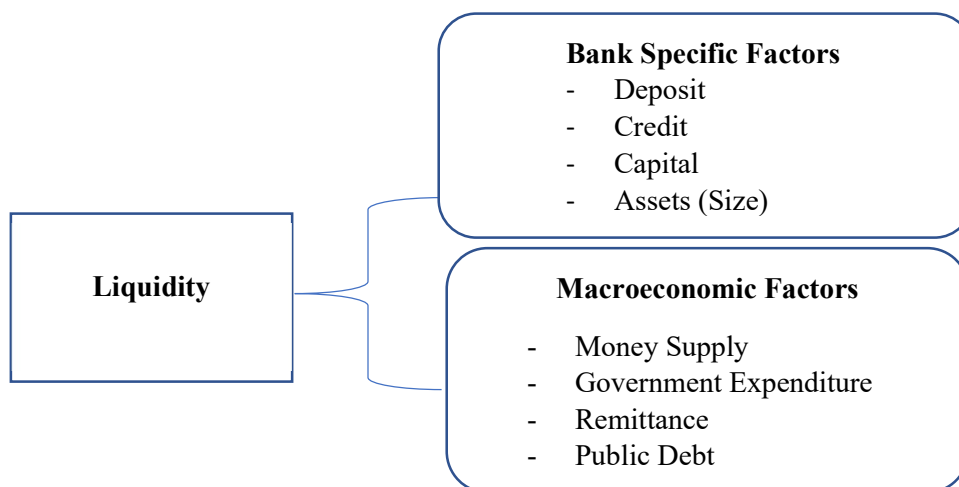 Bank Specific Factors
- Deposit
- Credit
- Capital
- Assets (Size)
Liquidity
Macroeconomic Factors
- Money Supply
- Government Expenditure
- Remittance
- Public Debt